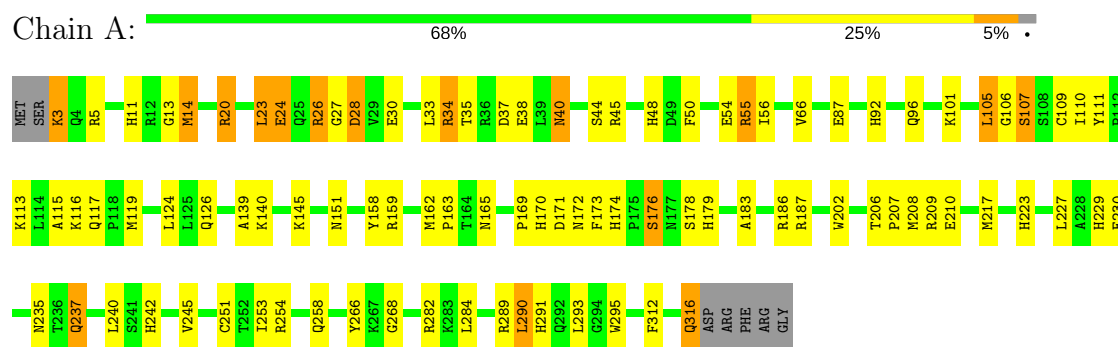 Chain A:
68% 25% 5% •
MET SER K3 Q4 R5 H11 R12 G13 M14 R20 L23 E24 Q25 R26 G27 D28 V29 E30 L33 R34 T35 R36 D37 E38 L39 N40 S44 R45 H48 D49 F50 E54 R55 I56 V66 E87 H92 Q96 K101 L105 G106 S107 S108 C109 I110 Y111 P112
K113 L114 A115 K116 Q117 P118 M119 L124 L125 Q126 A139 K140 K145 N151 Y158 R159 M162 P163 T164 N165 P169 H170 D171 N172 F173 H174 P175 S176 N177 S178 H179 A183 R186 R187 W202 T206 P207 M208 R209 E210 M217 H223 L227 A228 H229
N235 T236 Q237 L240 S241 H242 V245 C251 T252 I253 R254 Q258 Y266 K267 G268 R282 K283 L284 R289 L290 H291 Q292 L293 G294 W295 F312 Q316 ASP ARG PHE ARG GLY